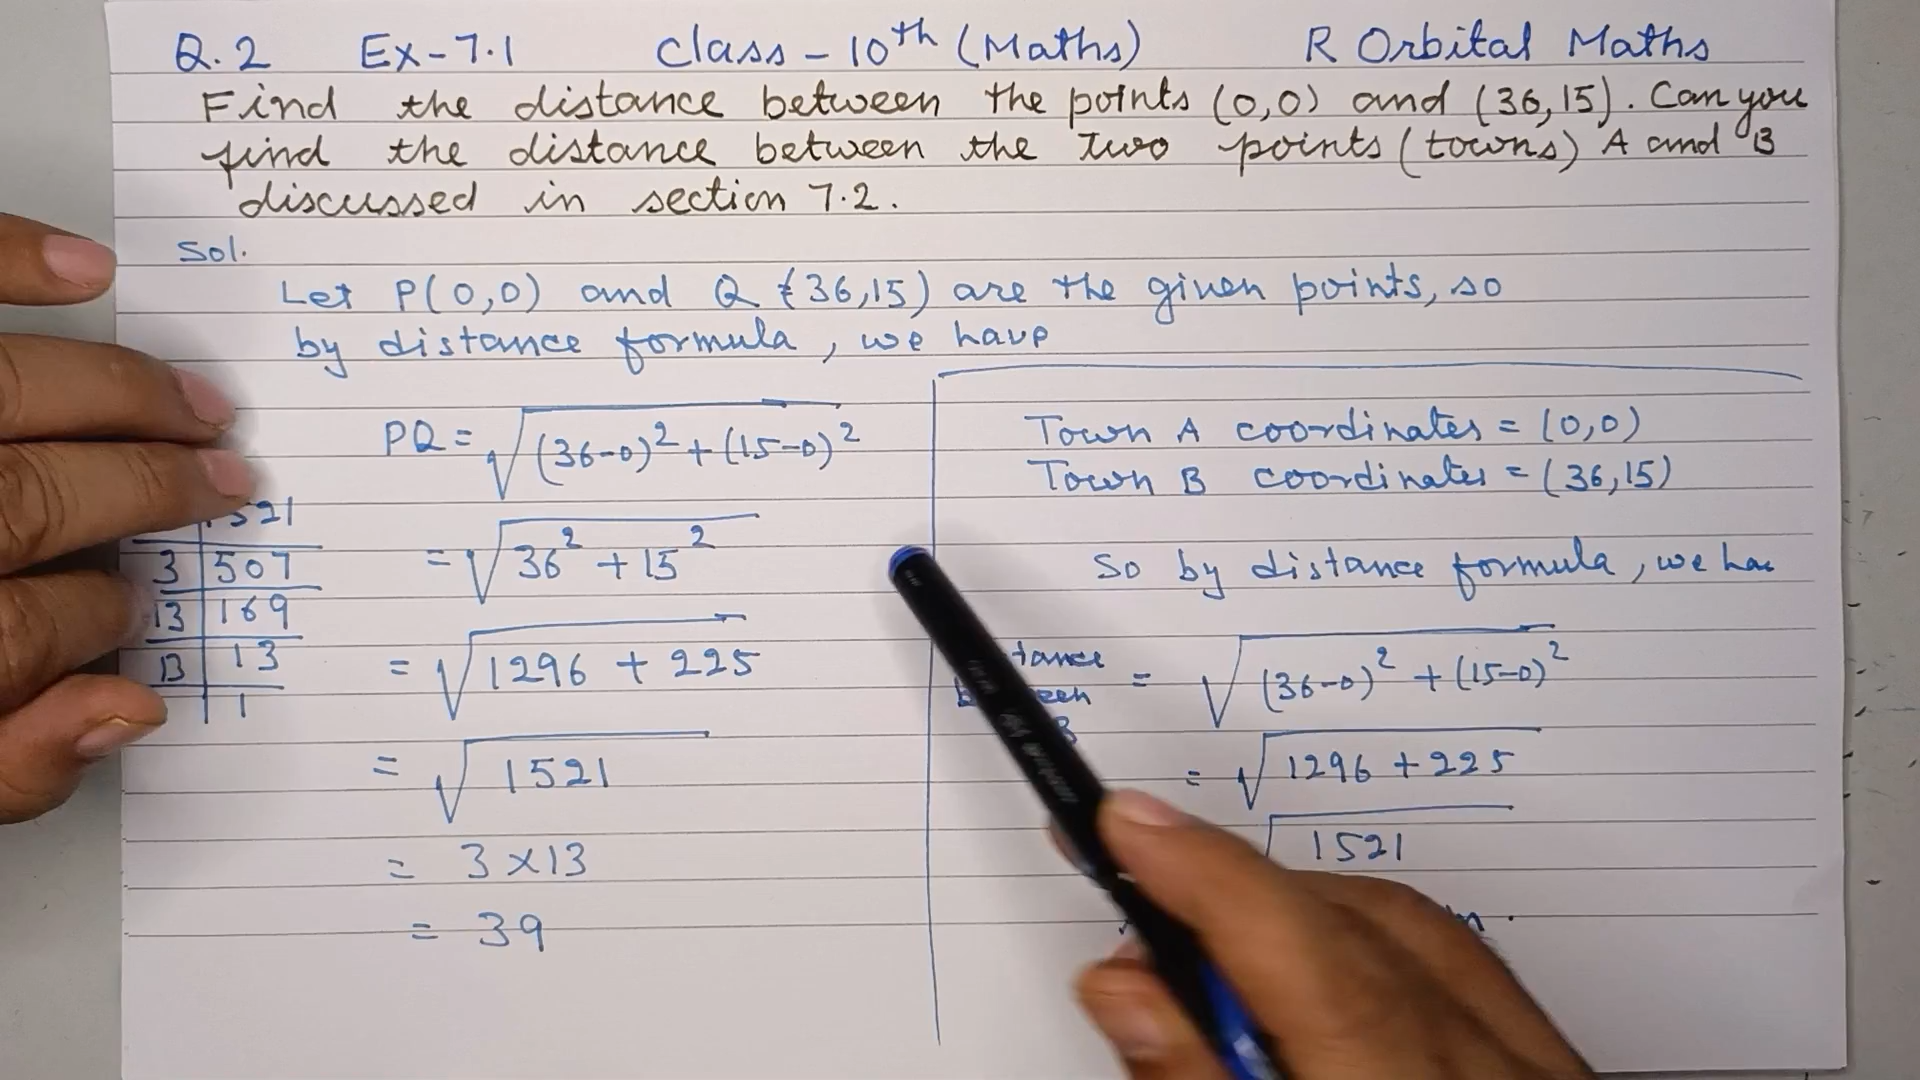 Q.2 Ex-7.1 Class-10th (Maths) R Orbital Maths
Find the distance between the points (0,0) and (36,15). Can you
find the distance between the two points (towns) A and B
discussed in section 7.2.
Sol.
Let P(0,0) and Q (36,15) are the given points, so
by distance formula, we have
PQ = √(36-0)² + (15-0)²
= √36² + 15²
= √1296 + 225
= √1521
= 3 × 13
= 39
1521
3 507
13 169
13 13
1
Town A coordinates = (0,0)
Town B coordinates = (36,15)
So by distance formula, we ha
= √(36-0)² + (15-0)²
= √1296 + 225
√1521